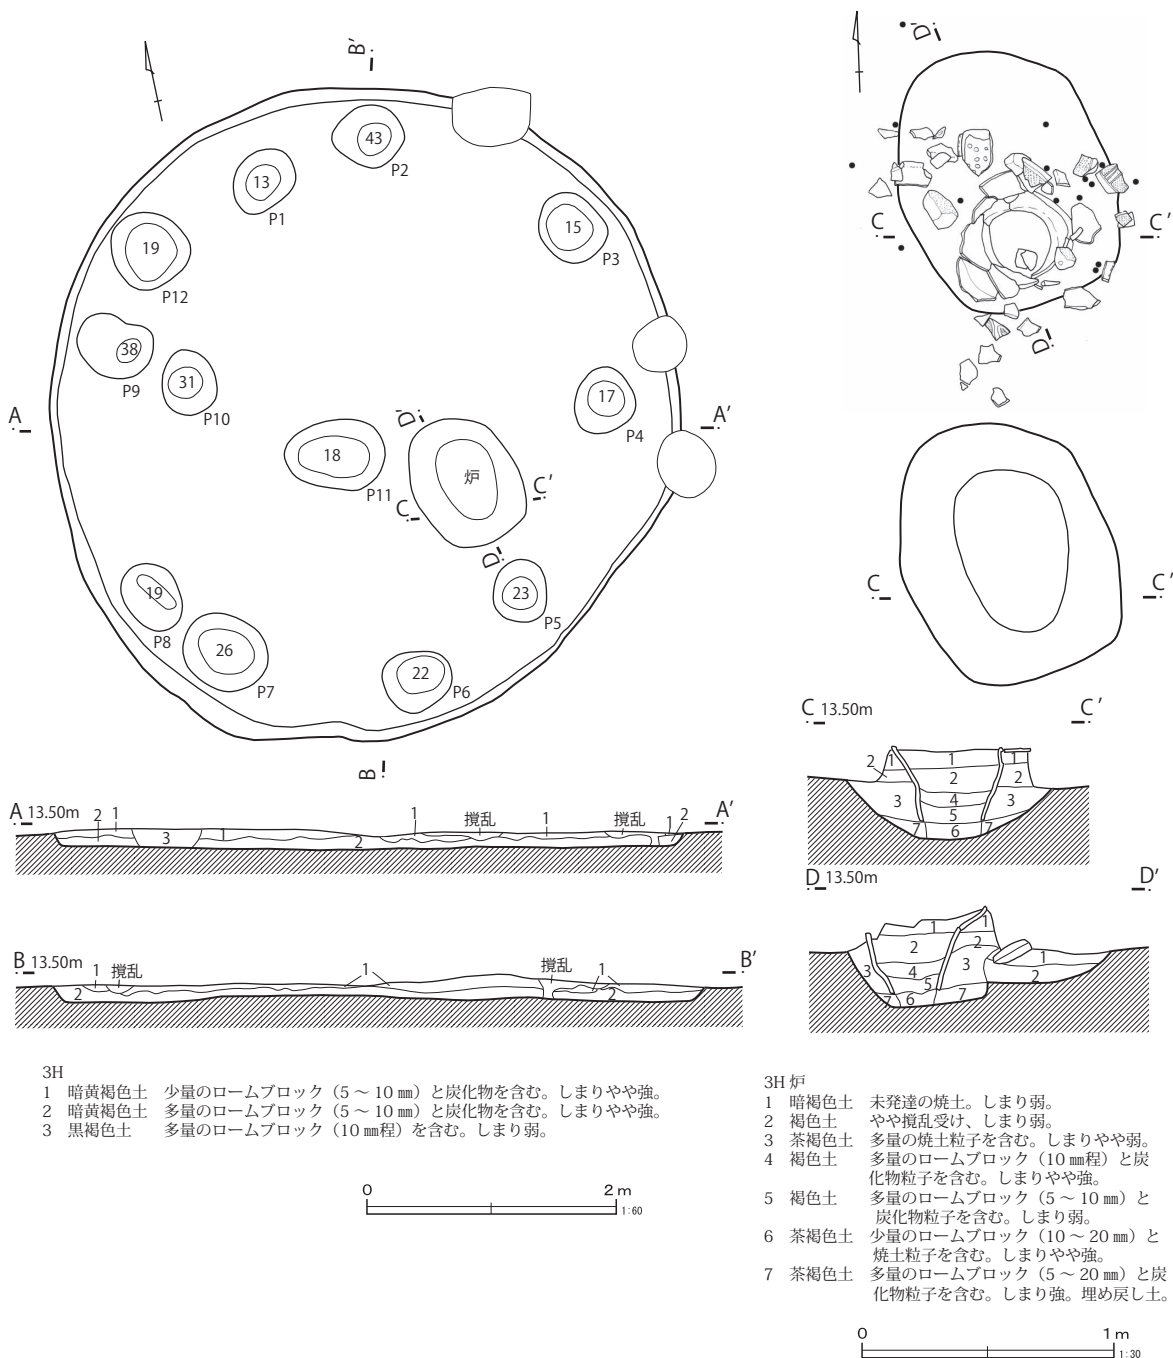 B'
43
P2
13
P1
15
P3
19
P12
38
P9
31
P10
17
P4
A
A'
D'
18
P11
炉
C'
C
D
19
P8
23
P5
26
P7
22
P6
B
D'
C
C'
D
C
C'
A 13.50m
A'
2
1
3
1
2
1
撹乱
1
撹乱
1
2
B 13.50m
B'
1
撹乱
2
1
撹乱
1
2
C 13.50m
C'
2
1
1
1
2
2
3
4
3
5
7
6
7
D 13.50m
D'
1
1
2
2
1
3
4
3
2
5
7
6
7
3H
1 暗黄褐色土 少量のロームブロック（5～10㎜）と炭化物を含む。しまりやや強。
2 暗黄褐色土 多量のロームブロック（5～10㎜）と炭化物を含む。しまりやや強。
3 黒褐色土 多量のロームブロック（10㎜程）を含む。しまり弱。
0 2m
1:60
3H 炉
1 暗褐色土 未発達の焼土。しまり弱。
2 褐色土 やや撹乱受け、しまり弱。
3 茶褐色土 多量の焼土粒子を含む。しまりやや弱。
4 褐色土 多量のロームブロック（10㎜程）と炭
化物粒子を含む。しまりやや強。
5 褐色土 多量のロームブロック（5～10㎜）と
炭化物粒子を含む。しまり弱。
6 茶褐色土 少量のロームブロック（10～20㎜）と
焼土粒子を含む。しまりやや強。
7 茶褐色土 多量のロームブロック（5～20㎜）と炭
化物粒子を含む。しまり強。埋め戻し土。
0 1m
1:30